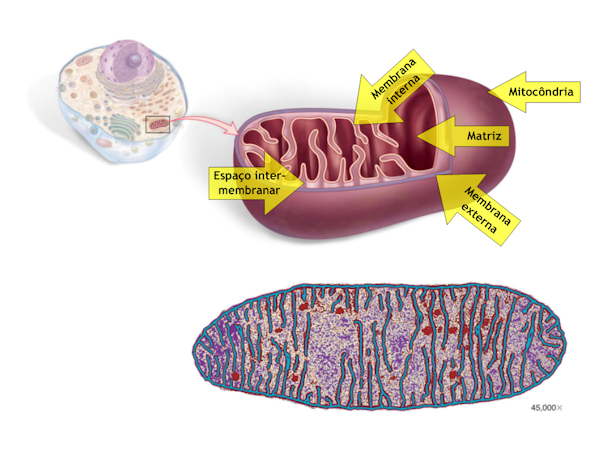 Membrana
interna
Mitocôndria
Matriz
Espaço inter-
membranar
Membrana
externa
45,000×